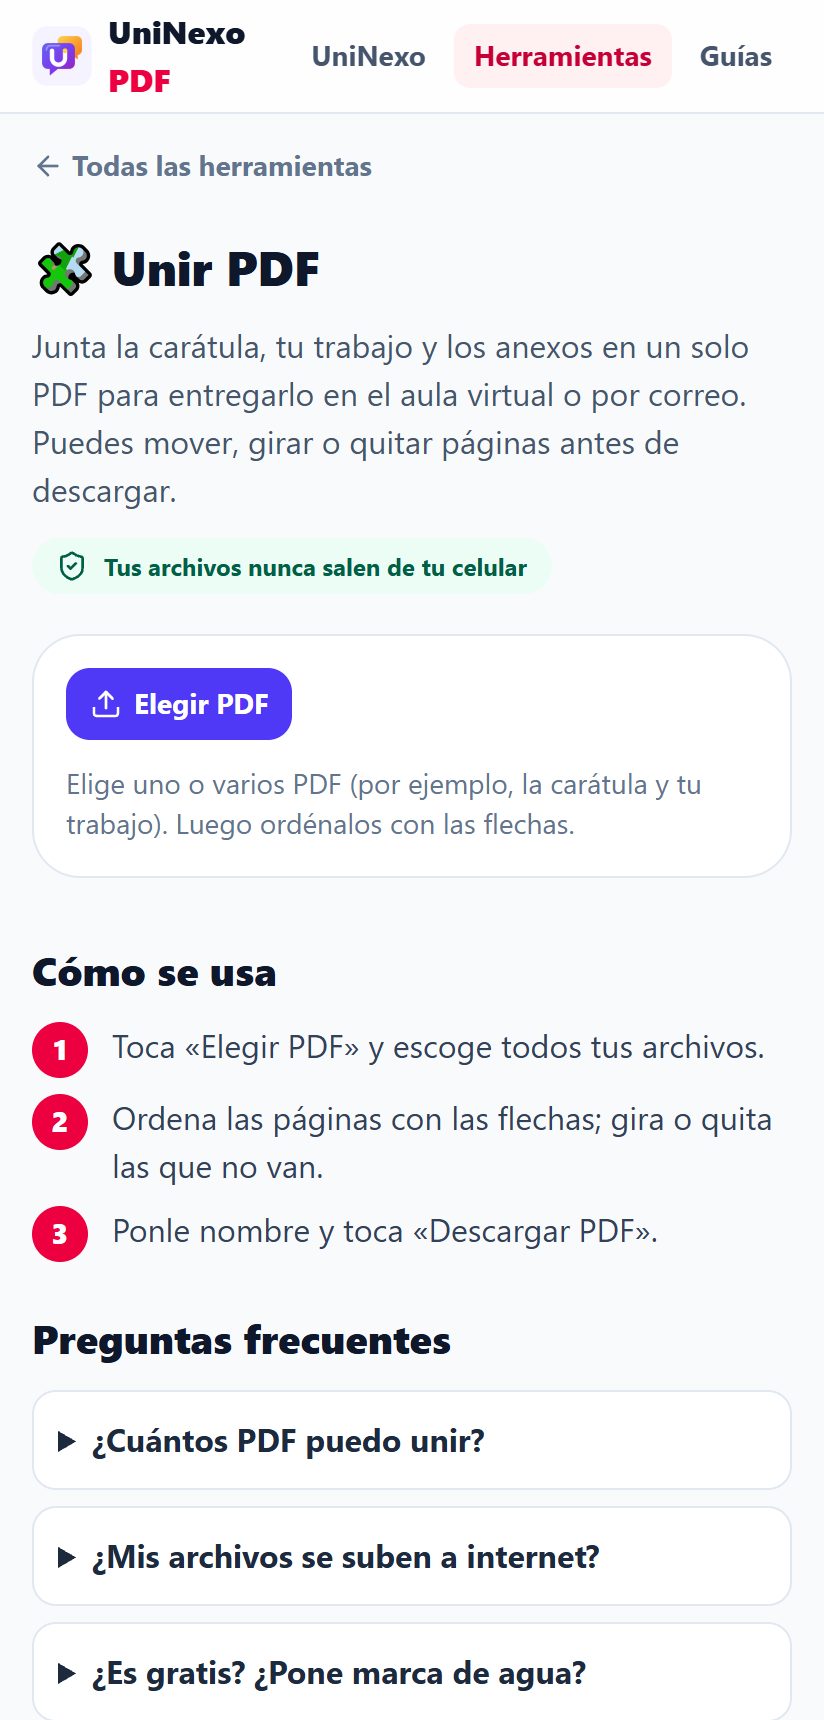 UniNexo
PDF
UniNexo
Herramientas
Guías
Todas las herramientas
Unir PDF
Junta la carátula, tu trabajo y los anexos en un solo
PDF para entregarlo en el aula virtual o por correo.
Puedes mover, girar o quitar páginas antes de
descargar.
Tus archivos nunca salen de tu celular
Elegir PDF
Elige uno o varios PDF (por ejemplo, la carátula y tu
trabajo). Luego ordénalos con las flechas.
Cómo se usa
1 Toca «Elegir PDF» y escoge todos tus archivos.
2 Ordena las páginas con las flechas; gira o quita
las que no van.
3 Ponle nombre y toca «Descargar PDF».
Preguntas frecuentes
¿Cuántos PDF puedo unir?
¿Mis archivos se suben a internet?
¿Es gratis? ¿Pone marca de agua?